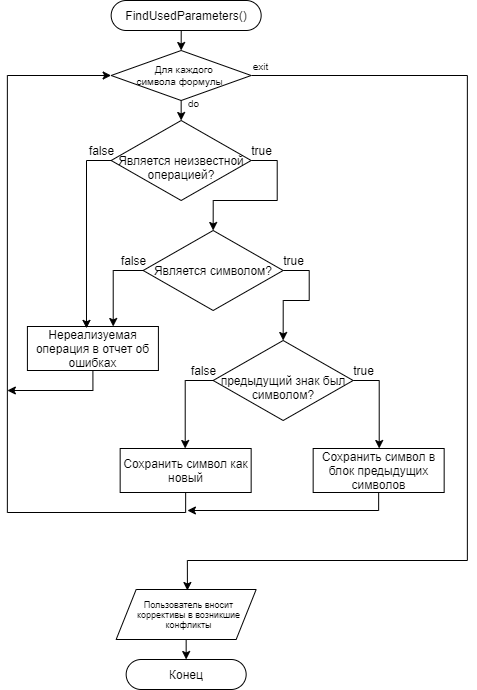 FindUsedParameters()
Для каждого
символа формулы
exit
do
false
true
Является неизвестной
операцией?
false
true
Является символом?
Нереализуемая
операция в отчет об
ошибках
false
true
предыдущий знак был
символом?
Сохранить символ как
новый
Сохранить символ в
блок предыдущих
символов
Пользователь вносит
коррективы в возникшие
конфликты
Конец